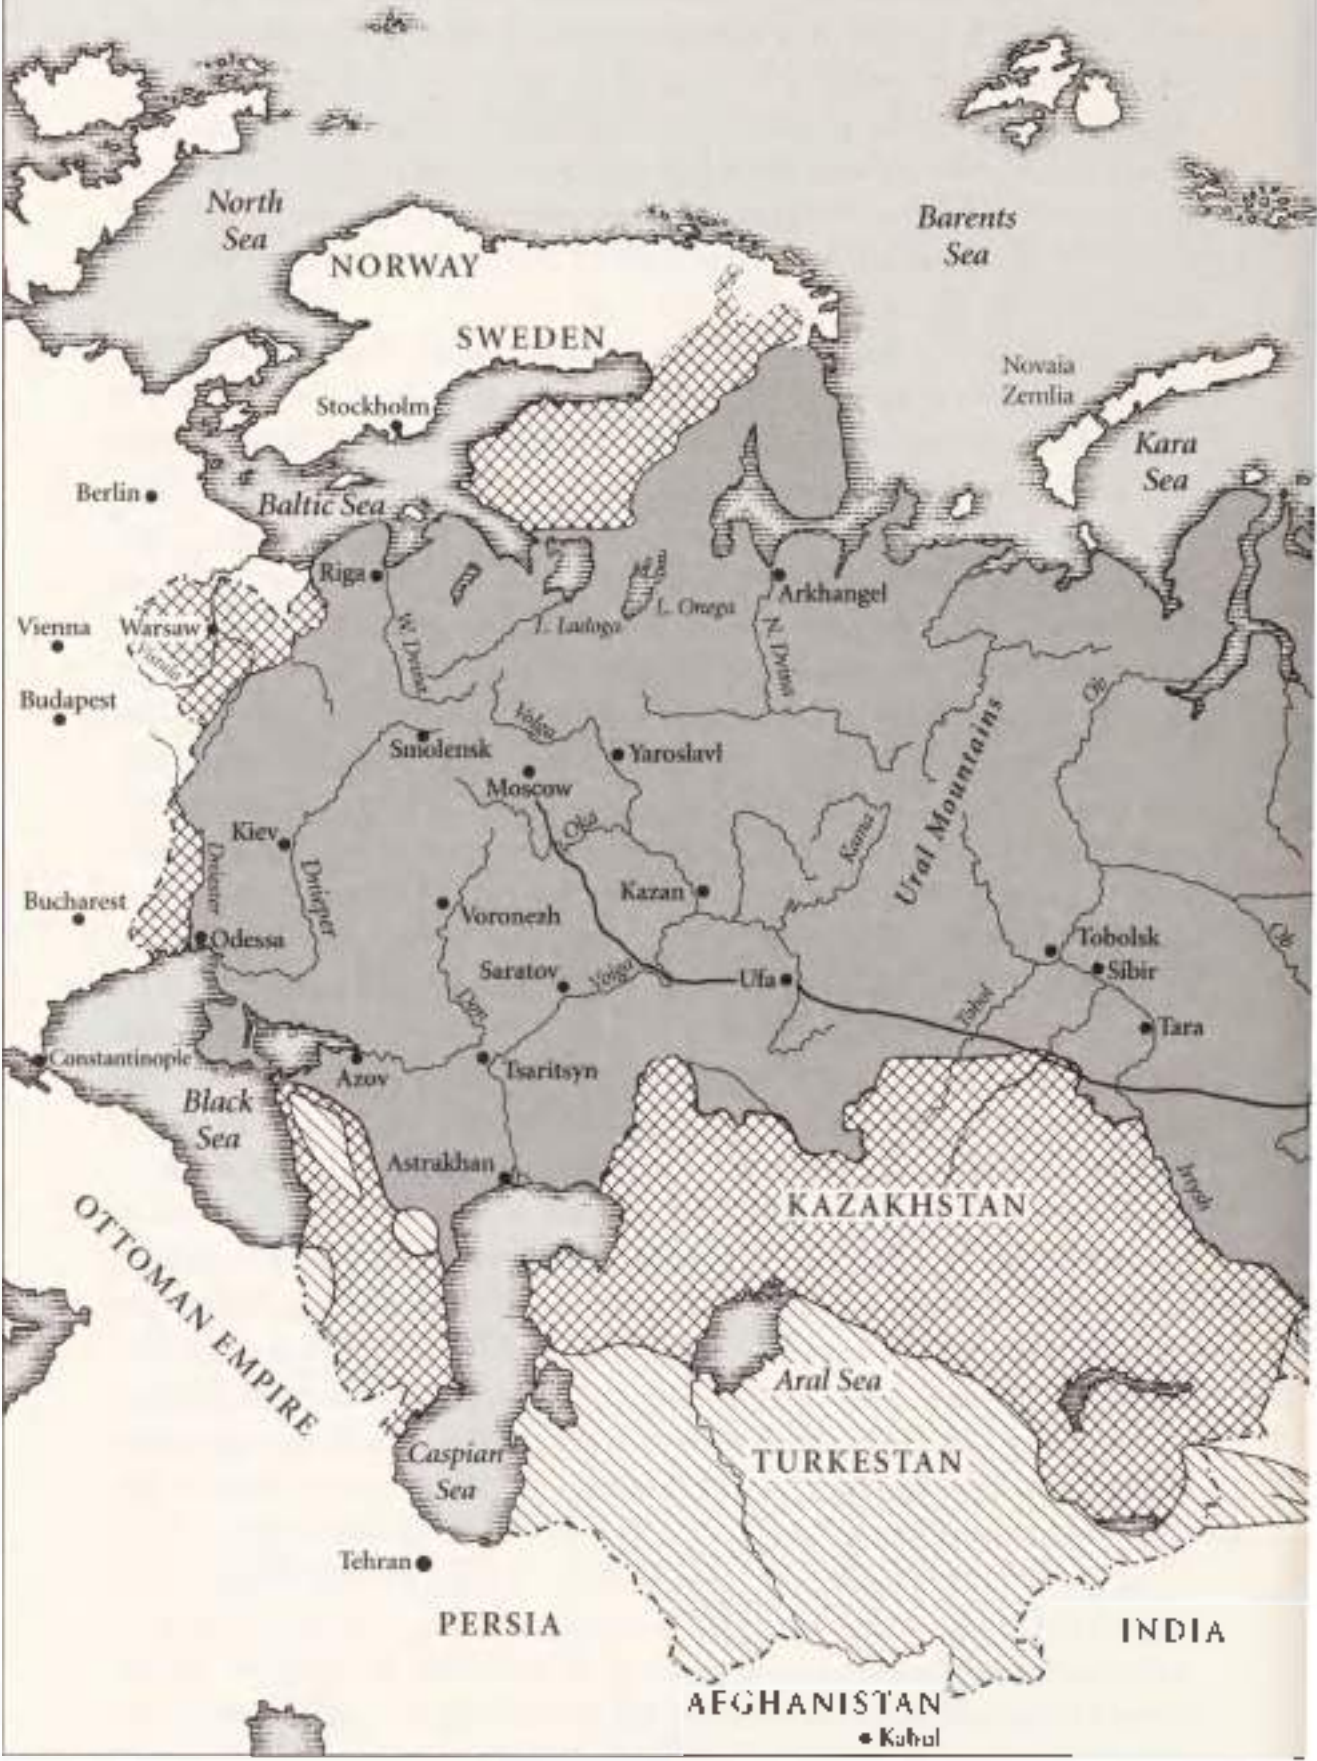 North
Sea
Barents
Sea
NORWAY
SWEDEN
Novaia
Zemlia
Stockholm
Kara
Sea
Berlin
Baltic Sea
Riga
Arkhangel
L. Onega
L. Ladoga
Vienna
Warsaw
Vistula
W. Dvina
N. Dvina
Budapest
Ob
Volga
Smolensk
Yaroslavl
Moscow
Ural Mountains
Oka
Kama
Kiev
Dniester
Dnieper
Bucharest
Kazan
Voronezh
Odessa
Tobolsk
Ob
Saratov
Volga
Ufa
Sibir
Don
Tobol
Tara
Constantinople
Azov
Tsaritsyn
Black
Sea
Astrakhan
Irtysh
KAZAKHSTAN
OTTOMAN EMPIRE
Aral Sea
Caspian
Sea
TURKESTAN
Tehran
PERSIA
INDIA
AFGHANISTAN
Kabul